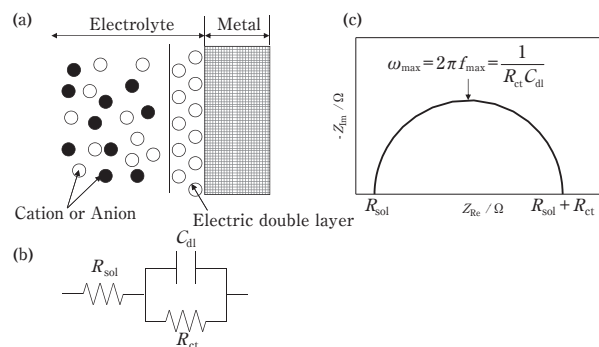 (a)
Electrolyte
Metal
Cation or Anion
Electric double layer
(b)
R_sol
C_dl
R_ct
(c)
ω_max = 2π f_max = 1 / R_ct C_dl
-Z_Im / Ω
R_sol
Z_Re / Ω
R_sol + R_ct